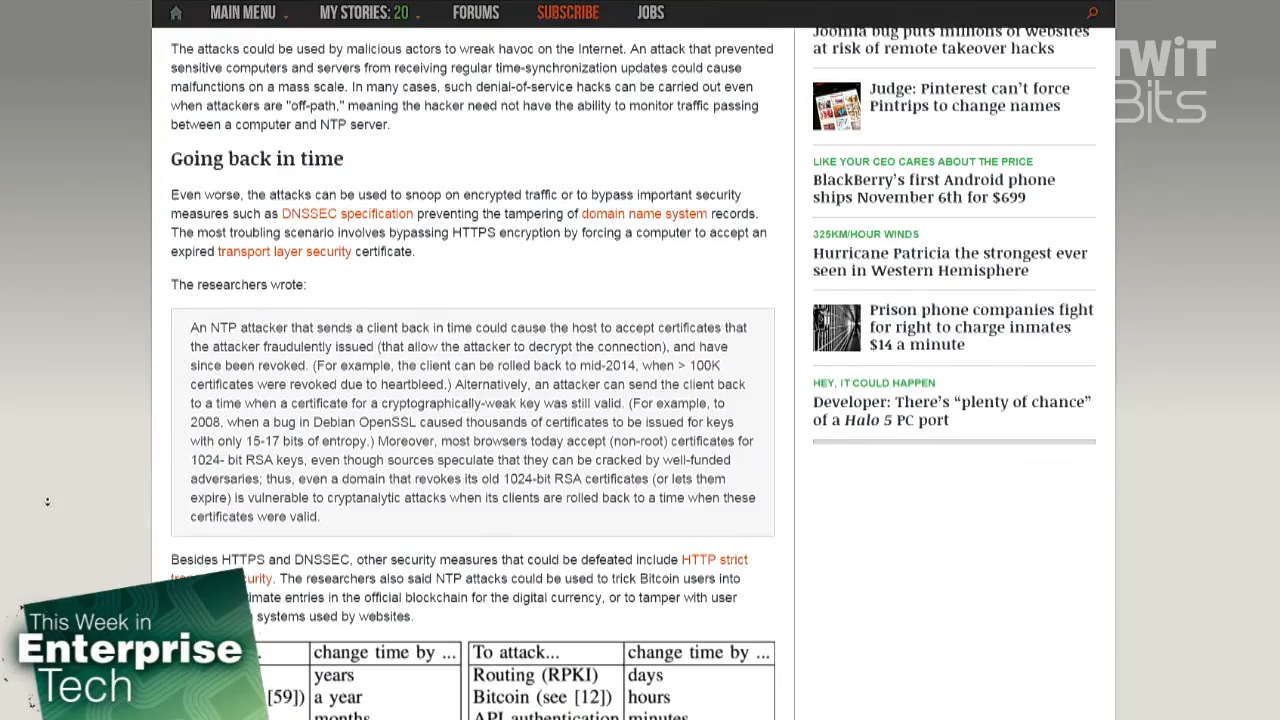 MAIN MENU
MY STORIES: 20
FORUMS
SUBSCRIBE
JOBS
The attacks could be used by malicious actors to wreak havoc on the Internet. An attack that prevented
sensitive computers and servers from receiving regular time-synchronization updates could cause
malfunctions on a mass scale. In many cases, such denial-of-service hacks can be carried out even
when attackers are "off-path," meaning the hacker need not have the ability to monitor traffic passing
between a computer and NTP server.
Going back in time
Even worse, the attacks can be used to snoop on encrypted traffic or to bypass important security
measures such as DNSSEC specification preventing the tampering of domain name system records.
The most troubling scenario involves bypassing HTTPS encryption by forcing a computer to accept an
expired transport layer security certificate.
The researchers wrote:
An NTP attacker that sends a client back in time could cause the host to accept certificates that
the attacker fraudulently issued (that allow the attacker to decrypt the connection), and have
since been revoked. (For example, the client can be rolled back to mid-2014, when > 100K
certificates were revoked due to heartbleed.) Alternatively, an attacker can send the client back
to a time when a certificate for a cryptographically-weak key was still valid. (For example, to
2008, when a bug in Debian OpenSSL caused thousands of certificates to be issued for keys
with only 15-17 bits of entropy.) Moreover, most browsers today accept (non-root) certificates for
1024- bit RSA keys, even though sources speculate that they can be cracked by well-funded
adversaries; thus, even a domain that revokes its old 1024-bit RSA certificates (or lets them
expire) is vulnerable to cryptanalytic attacks when its clients are rolled back to a time when these
certificates were valid.
Besides HTTPS and DNSSEC, other security measures that could be defeated include HTTP strict
. The researchers also said NTP attacks could be used to trick Bitcoin users into
entries in the official blockchain for the digital currency, or to tamper with user
systems used by websites.
... change time by ... To attack... change time by ...
years Routing (RPKI) days
[59]) a year Bitcoin (see [12]) hours
months API authentication minutes
Joomla bug puts millions of websites
at risk of remote takeover hacks
Judge: Pinterest can't force
Pintrips to change names
LIKE YOUR CEO CARES ABOUT THE PRICE
BlackBerry's first Android phone
ships November 6th for $699
325KM/HOUR WINDS
Hurricane Patricia the strongest ever
seen in Western Hemisphere
Prison phone companies fight
for right to charge inmates
$14 a minute
HEY, IT COULD HAPPEN
Developer: There's "plenty of chance"
of a Halo 5 PC port
TWiT
Bits
This Week in
Enterprise
Tech